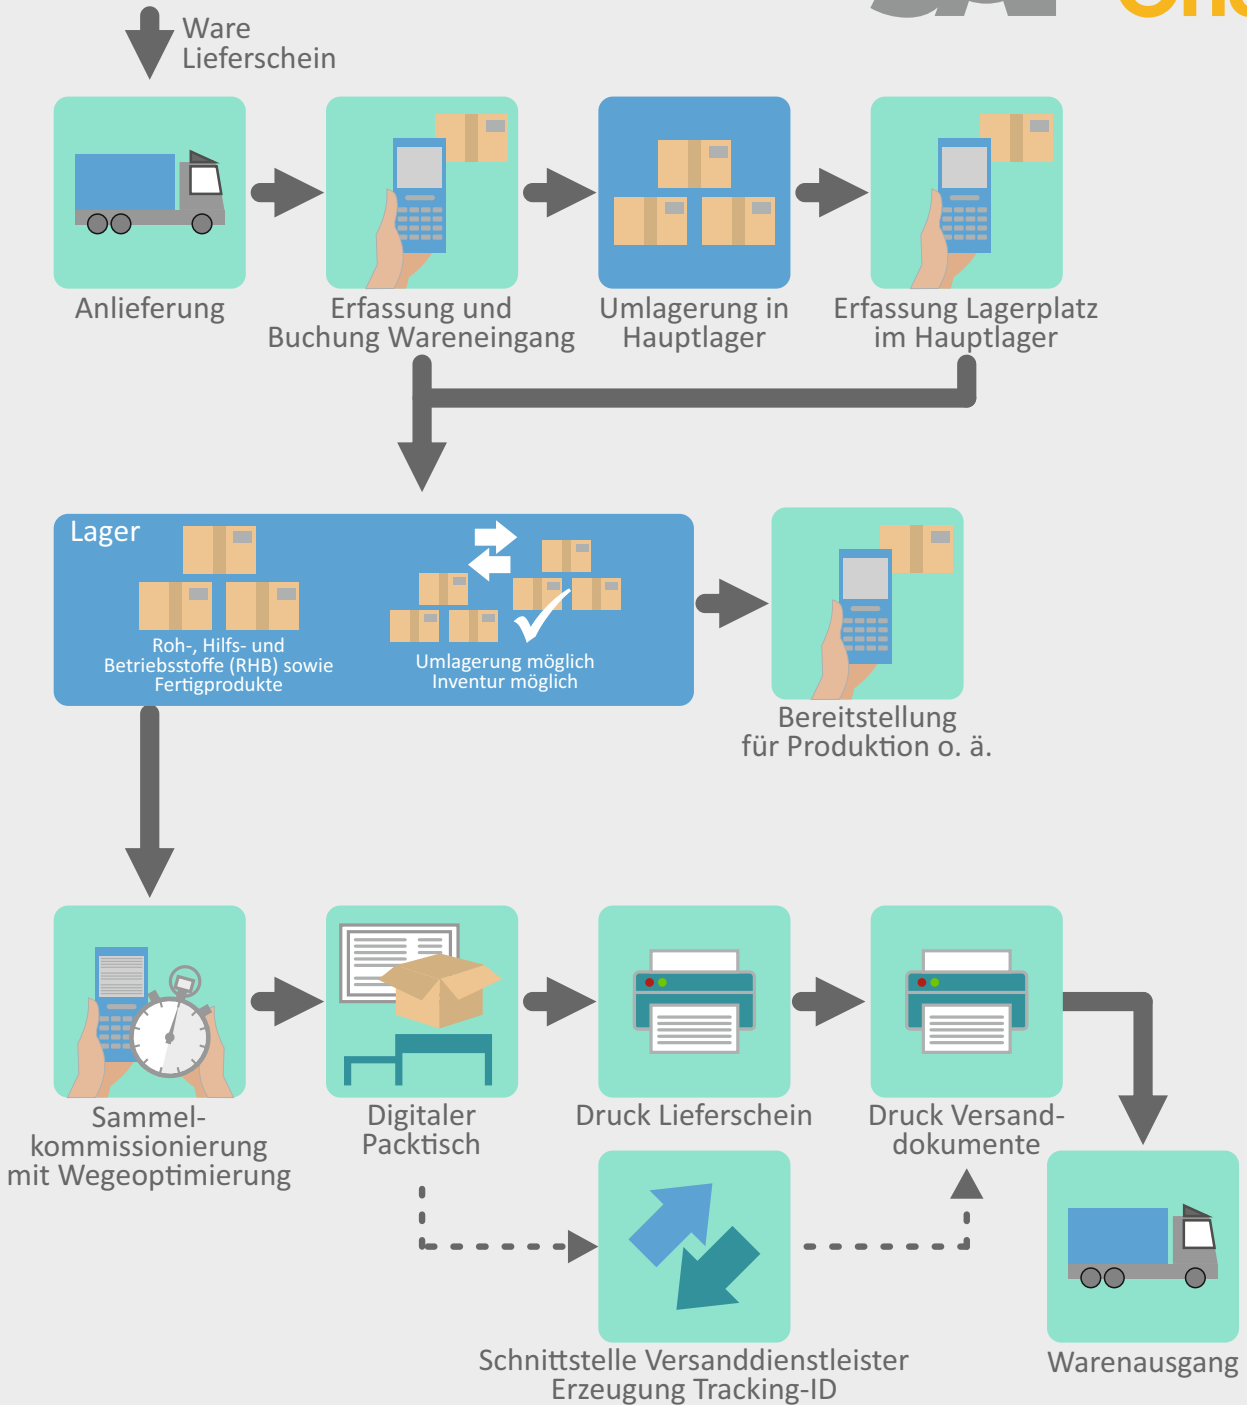 Ware
Lieferschein
Anlieferung
Erfassung und
Buchung Wareneingang
Umlagerung in
Hauptlager
Erfassung Lagerplatz
im Hauptlager
Lager
Roh-, Hilfs- und
Betriebsstoffe (RHB) sowie
Fertigprodukte
Umlagerung möglich
Inventur möglich
Bereitstellung
für Produktion o. ä.
Sammel-
kommissionierung
mit Wegeoptimierung
Digitaler
Packtisch
Druck Lieferschein
Druck Versand-
dokumente
Schnittstelle Versanddienstleister
Erzeugung Tracking-ID
Warenausgang